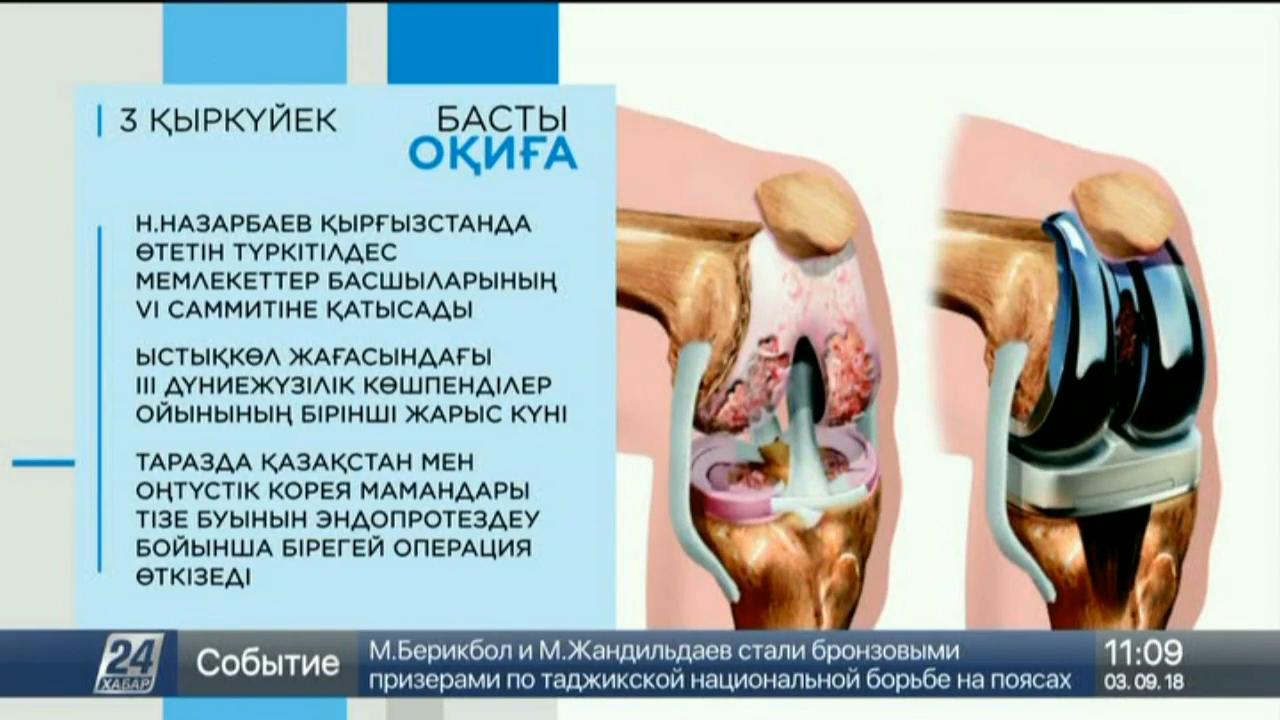 3 ҚЫРКҮЙЕК
БАСТЫ
ОҚИҒА
Н.НАЗАРБАЕВ ҚЫРҒЫЗСТАНДА
ӨТЕТІН ТҮРКІТІЛДЕС
МЕМЛЕКЕТТЕР БАСШЫЛАРЫНЫҢ
VI САММИТІНЕ ҚАТЫСАДЫ
ЫСТЫҚКӨЛ ЖАҒАСЫНДАҒЫ
III ДҮНИЕЖҮЗІЛІК КӨШПЕНДІЛЕР
ОЙЫНЫНЫҢ БІРІНШІ ЖАРЫС КҮНІ
ТАРАЗДА ҚАЗАҚСТАН МЕН
ОҢТҮСТІК КОРЕЯ МАМАНДАРЫ
ТІЗЕ БУЫНЫН ЭНДОПРОТЕЗДЕУ
БОЙЫНША БІРЕГЕЙ ОПЕРАЦИЯ
ӨТКІЗЕДІ
24
ХАБАР
Событие
М.Берикбол и М.Жандильдаев стали бронзовыми
призерами по таджикской национальной борьбе на поясах
11:09
03.09.18